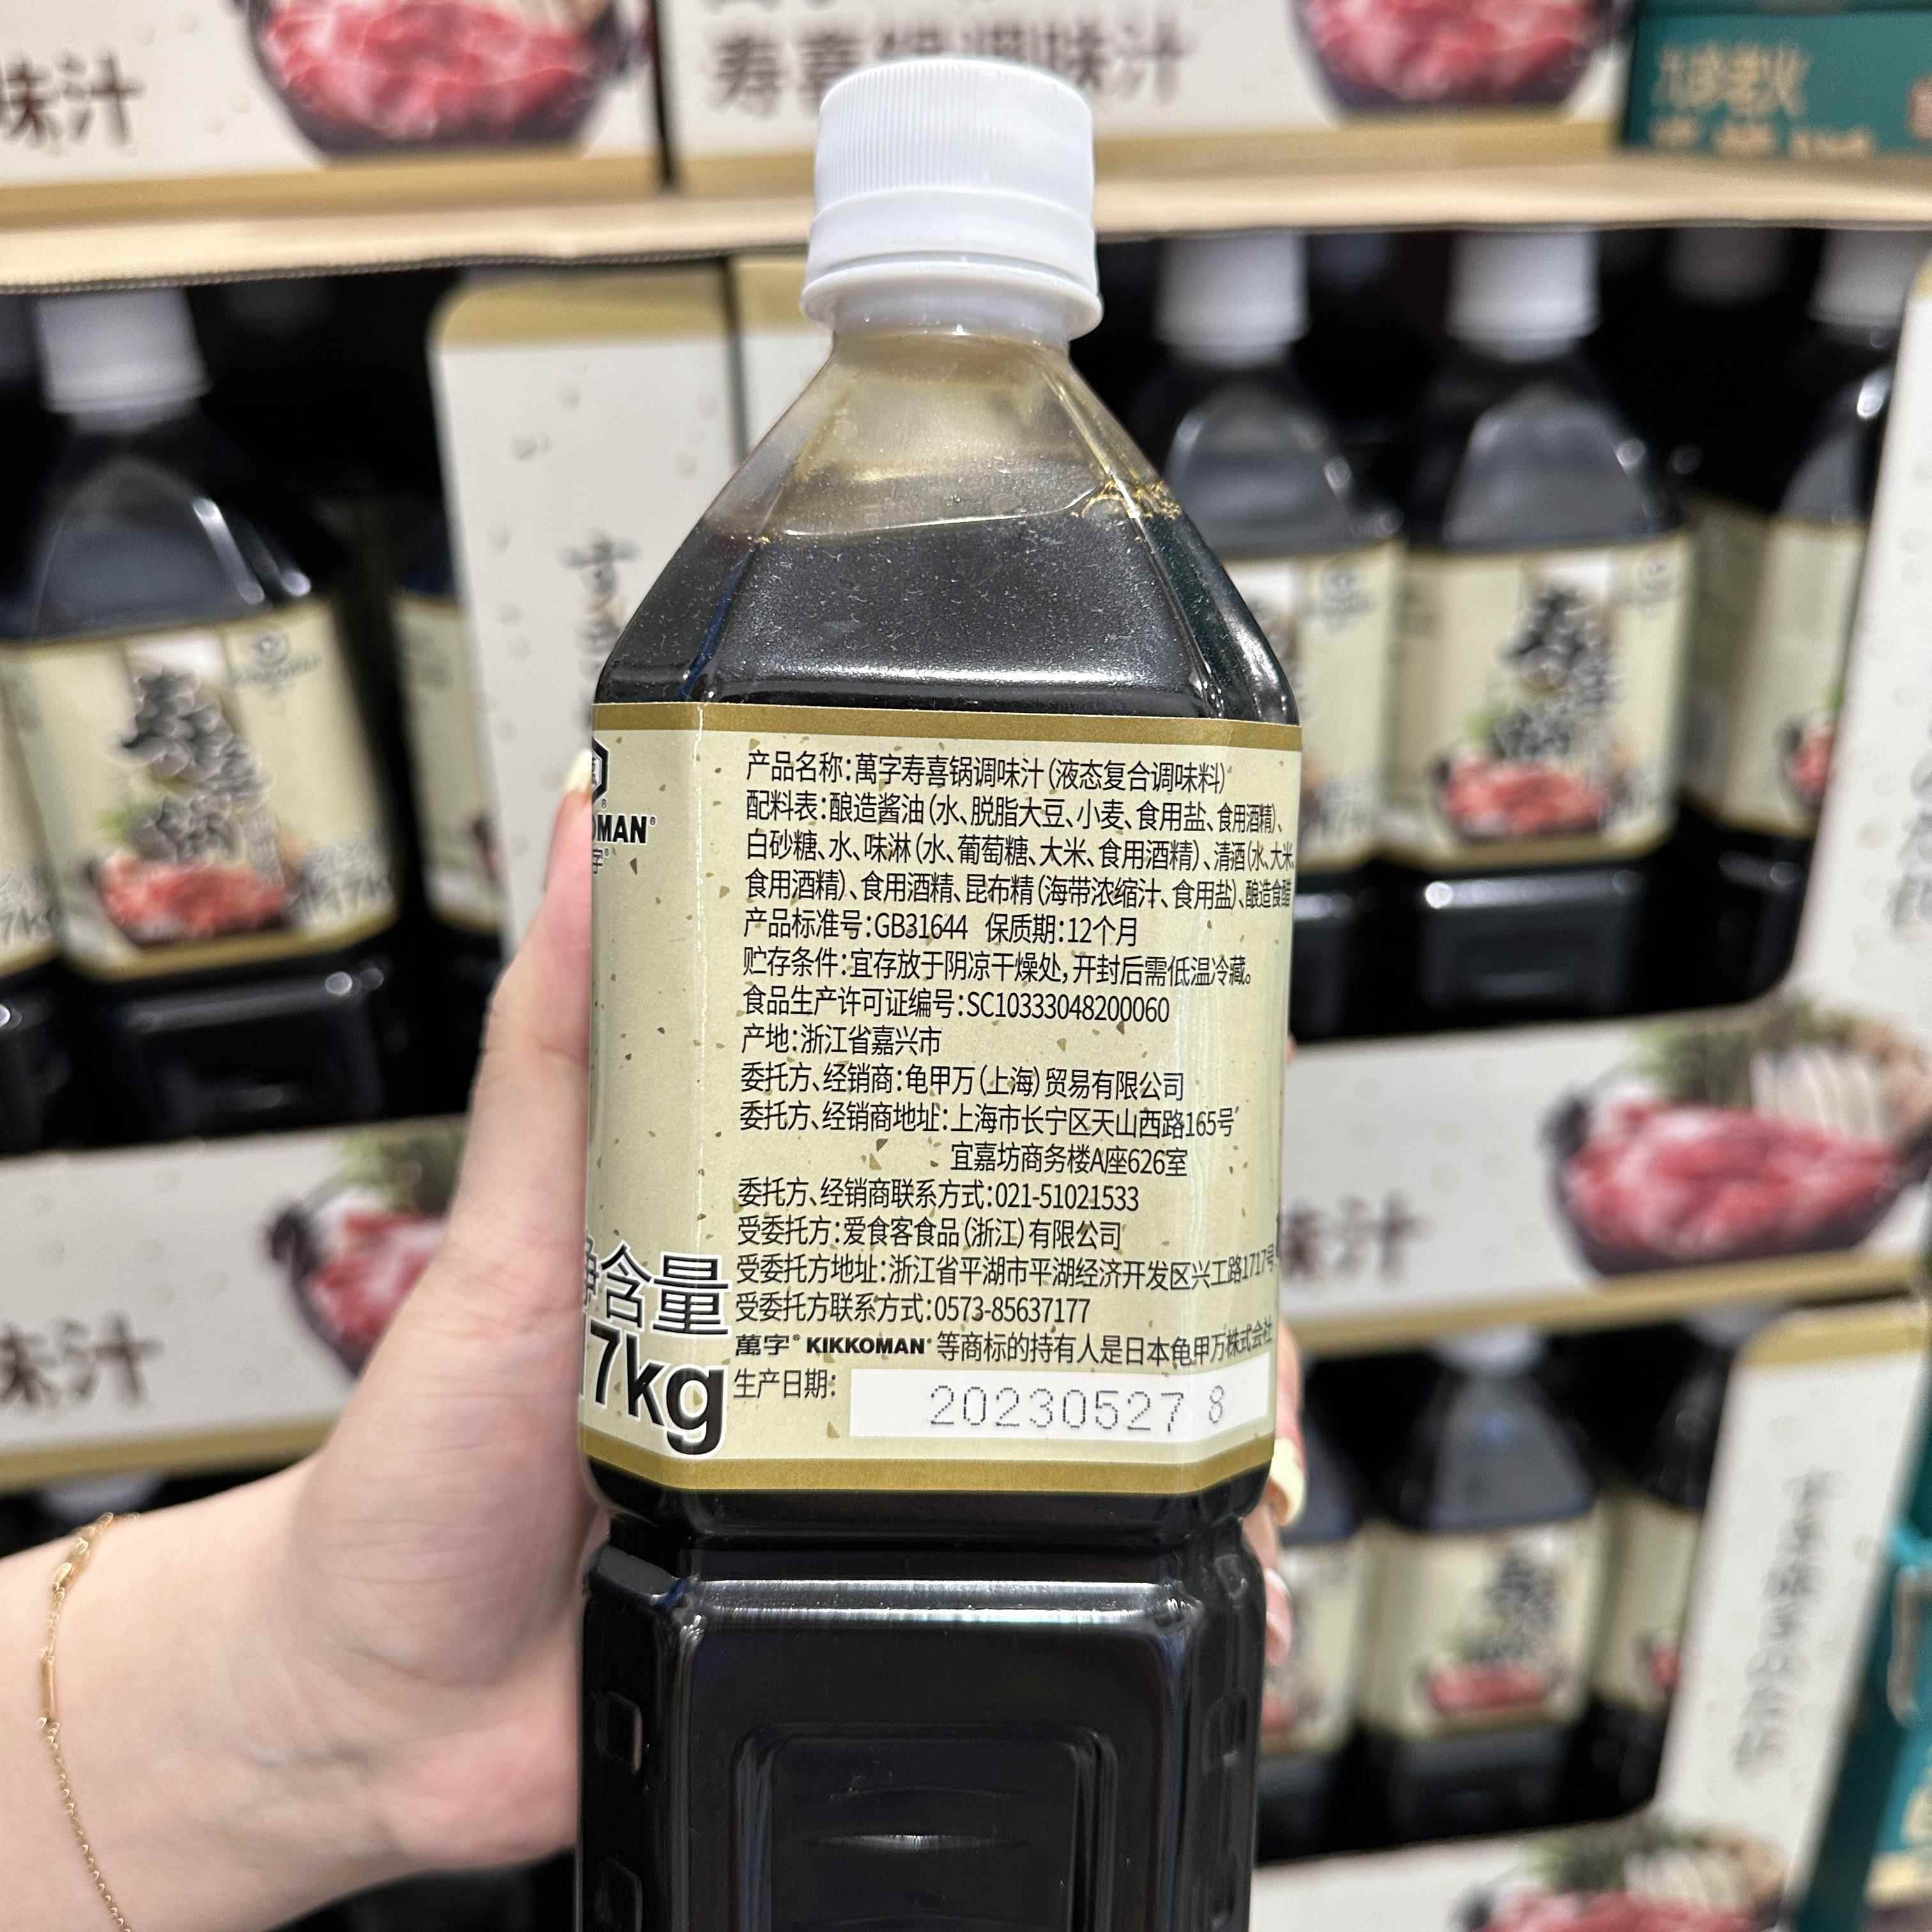 味汁
寿喜锅调味汁
OMAN®
字®
产品名称:萬字寿喜锅调味汁(液态复合调味料)
配料表:酿造酱油(水、脱脂大豆、小麦、食用盐、食用酒精)、
白砂糖、水、味淋(水、葡萄糖、大米、食用酒精)、清酒(水、大米、
食用酒精)、食用酒精、昆布精(海带浓缩汁、食用盐)、酿造食醋
产品标准号:GB31644 保质期:12个月
贮存条件:宜存放于阴凉干燥处,开封后需低温冷藏。
食品生产许可证编号:SC10333048200060
产地:浙江省嘉兴市
委托方、经销商:龟甲万(上海)贸易有限公司
委托方、经销商地址:上海市长宁区天山西路165号
宜嘉坊商务楼A座626室
委托方、经销商联系方式:021-51021533
受委托方:爱食客食品(浙江)有限公司
受委托方地址:浙江省平湖市平湖经济开发区兴工路1717号
受委托方联系方式:0573-85637177
萬字® KIKKOMAN®等商标的持有人是日本龟甲万株式会社
生产日期:
20230527 8
净含量
17kg
寿喜锅
寿喜锅
味汁
味汁